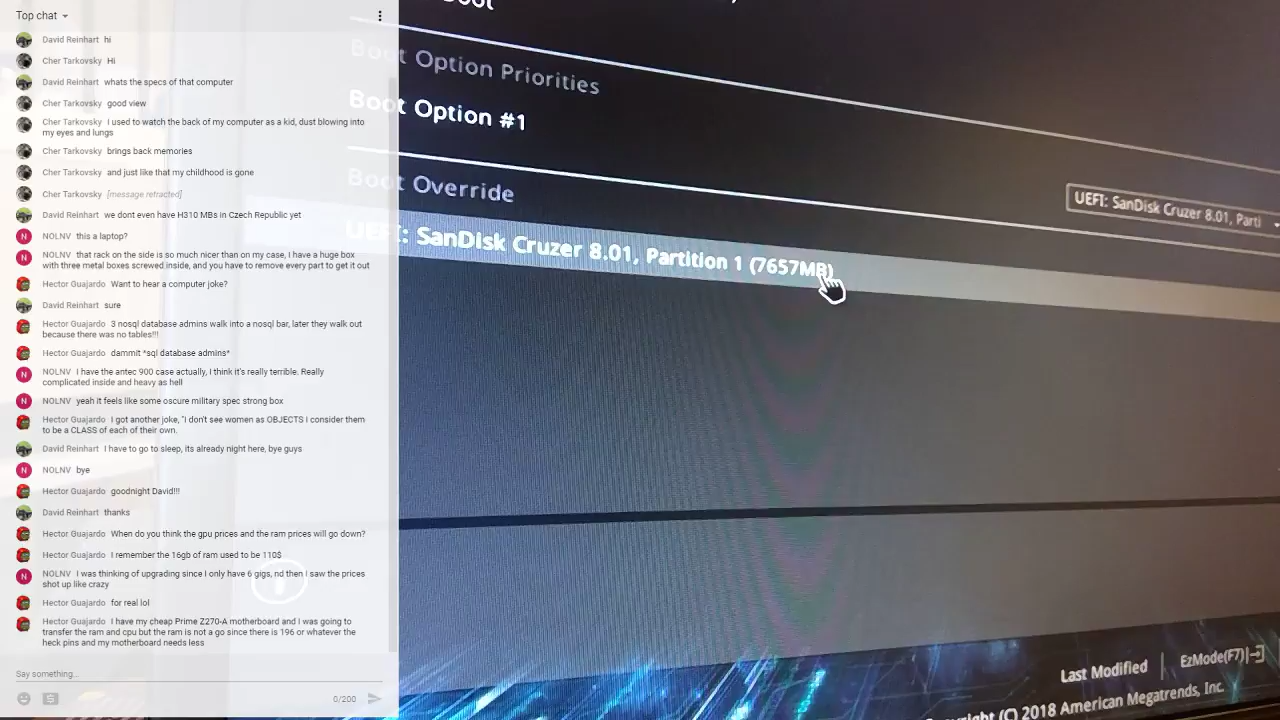 Top chat
David Reinhart hi
Cher Tarkovsky Hi
David Reinhart whats the specs of that computer
Cher Tarkovsky good view
Cher Tarkovsky I used to watch the back of my computer as a kid, dust blowing into
my eyes and lungs
Cher Tarkovsky brings back memories
Cher Tarkovsky and just like that my childhood is gone
Cher Tarkovsky [message retracted]
David Reinhart we dont even have H310 MBs in Czech Republic yet
N NOLNV this a laptop?
N NOLNV that rack on the side is so much nicer than on my case, I have a huge box
with three metal boxes screwed inside, and you have to remove every part to get it out
Hector Guajardo Want to hear a computer joke?
David Reinhart sure
Hector Guajardo 3 nosql database admins walk into a nosql bar, later they walk out
because there was no tables!!!
Hector Guajardo dammit *sql database admins*
N NOLNV I have the antec 900 case actually, I think it's really terrible. Really
complicated inside and heavy as hell
N NOLNV yeah it feels like some oscure military spec strong box
Hector Guajardo I got another joke, "I don't see women as OBJECTS I consider them
to be a CLASS of each of their own.
David Reinhart I have to go to sleep, its already night here, bye guys
N NOLNV bye
Hector Guajardo goodnight David!!!
David Reinhart thanks
Hector Guajardo When do you think the gpu prices and the ram prices will go down?
Hector Guajardo I remember the 16gb of ram used to be 110$
N NOLNV I was thinking of upgrading since I only have 6 gigs, nd then I saw the prices
shot up like crazy
Hector Guajardo for real lol
Hector Guajardo I have my cheap Prime Z270-A motherboard and I was going to
transfer the ram and cpu but the ram is not a go since there is 196 or whatever the
heck pins and my motherboard needs less
Say something...
0/200
Boot Option Priorities
Boot Option #1
UEFI: SanDisk Cruzer 8.01, Parti
Boot Override
UEFI: SanDisk Cruzer 8.01, Partition 1 (7657MB)
Last Modified
EzMode(F7)
(C) 2018 American Megatrends, Inc.